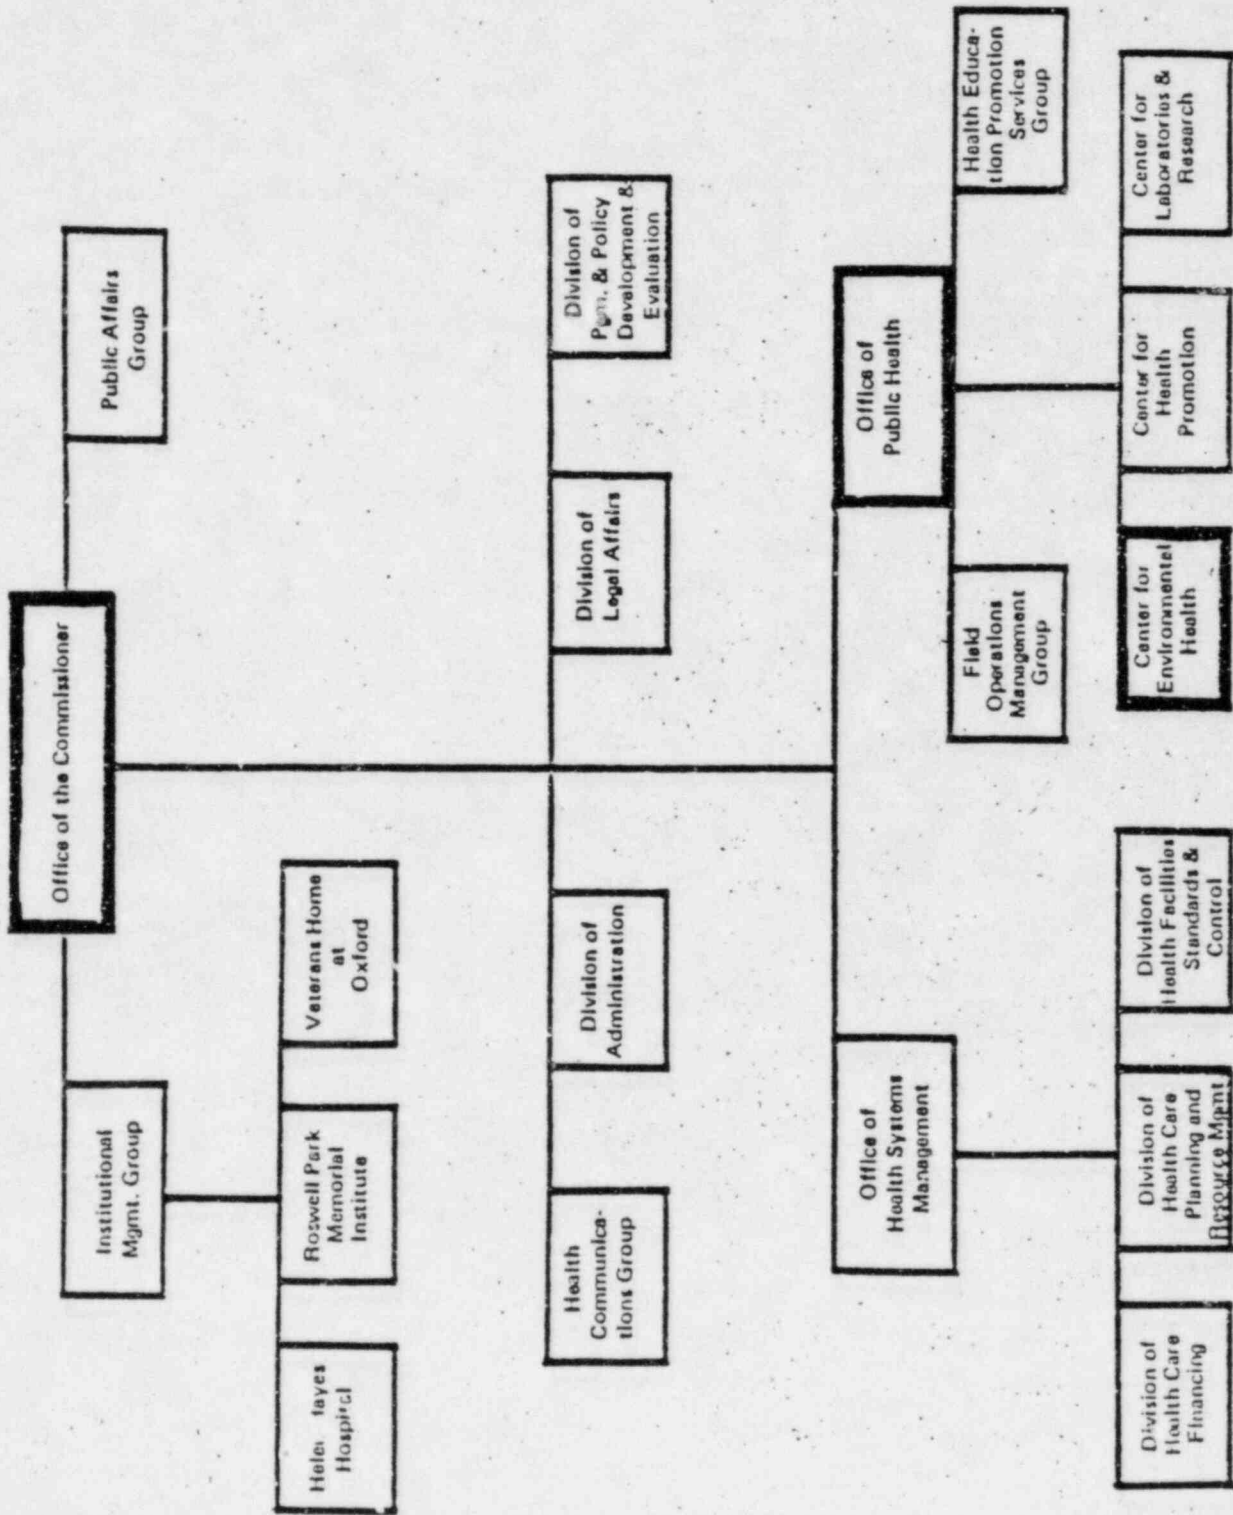 Office of the Commissioner
Institutional
Mgmt. Group
Public Affairs
Group
Hospital
Roswell Park
Memorial
Institute
Veterans Home
at
Oxford
Health
Communica-
tions Group
Division of
Administration
Division of
Legal Affairs
Division of
Pgm. & Policy
Development &
Evaluation
Office of
Health Systems
Management
Office of
Public Health
Field
Operations
Management
Group
Health Educa-
tion Promotion
Services
Group
Division of
Health Care
Financing
Division of
Health Care
Planning and
Resource Mgmt
Division of
Health Facilities
Standards &
Control
Center for
Environmental
Health
Center for
Health
Promotion
Center for
Laboratories &
Research